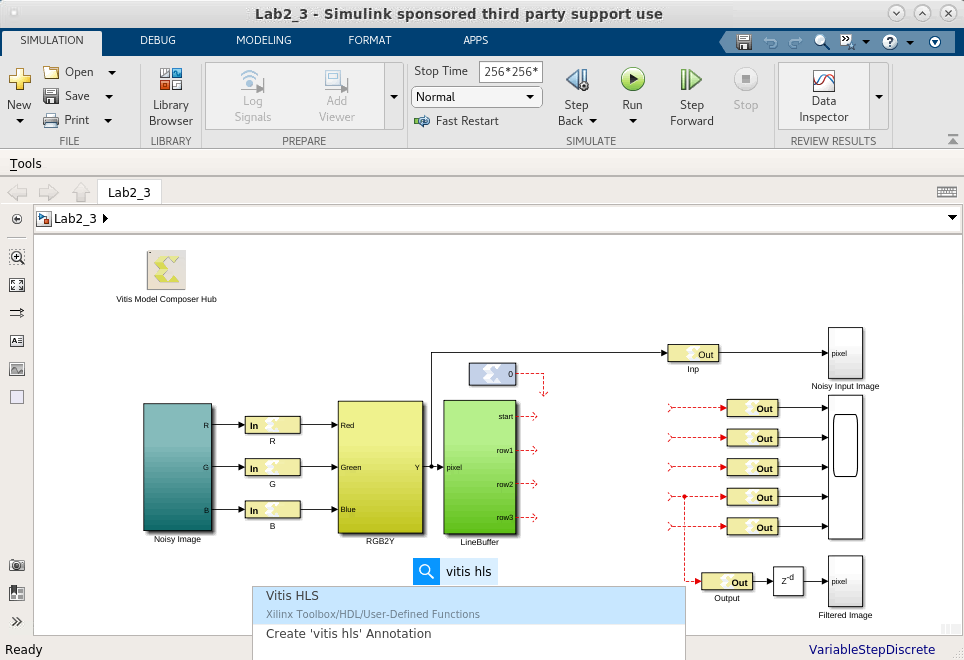 Lab2_3 - Simulink sponsored third party support use
SIMULATION DEBUG MODELING FORMAT APPS
New
Open
Save
Print
FILE
Library
Browser
LIBRARY
Log
Signals
Add
Viewer
PREPARE
Stop Time 256*256*
Normal
Fast Restart
Step
Back
Run
Step
Forward
Stop
SIMULATE
Data
Inspector
REVIEW RESULTS
Tools
Lab2_3
Lab2_3
Vitis Model Composer Hub
Out
Inp
pixel
Noisy Input Image
0
R
G
B
Noisy Image
In
R
In
G
In
B
Red
Green
Blue
Y
RGB2Y
pixel
start
row1
row2
row3
LineBuffer
Out
Out
Out
Out
Out
Out
Output
z-d
pixel
Filtered Image
vitis hls
Vitis HLS
Xilinx Toolbox/HDL/User-Defined Functions
Create 'vitis hls' Annotation
Ready
VariableStepDiscrete